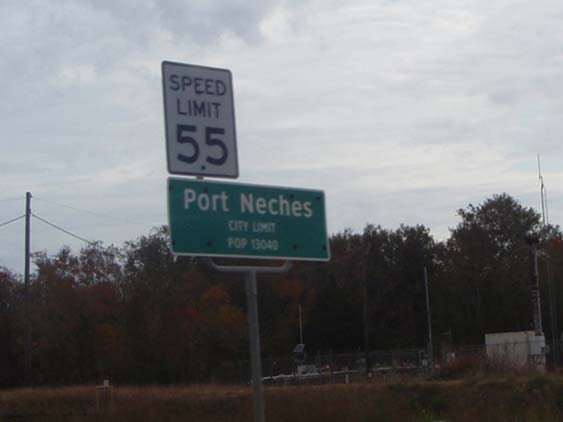 SPEED
LIMIT
55
Port Neches
CITY LIMIT
POP 13040